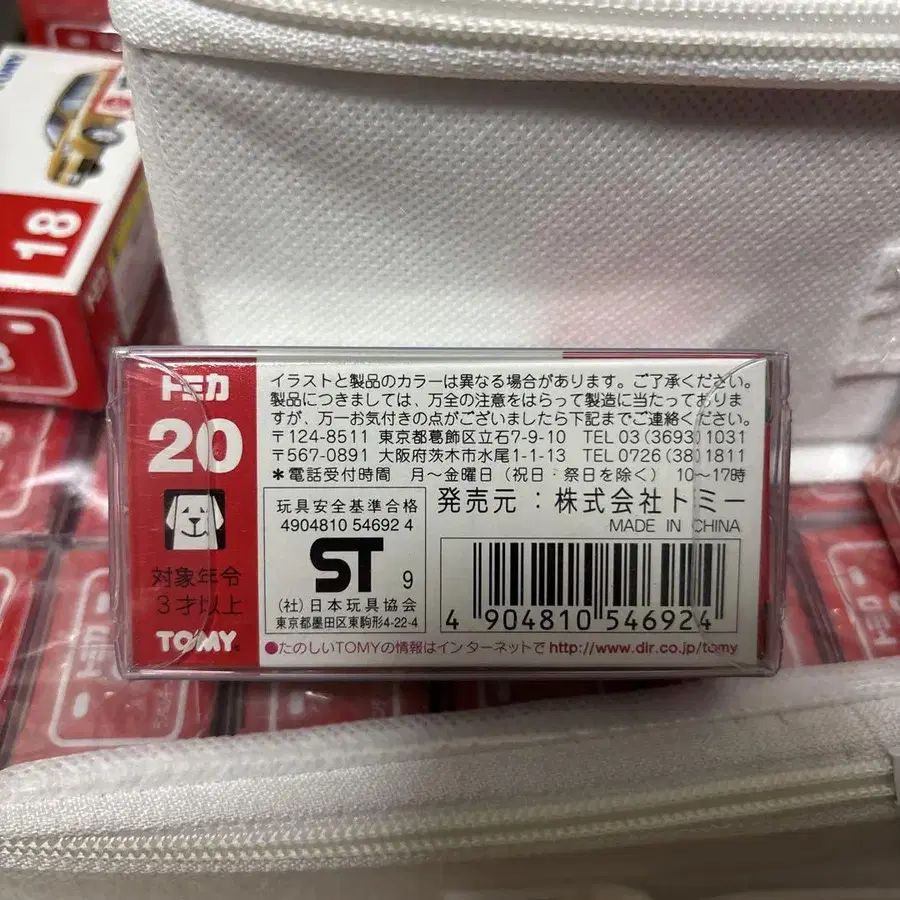 18
トミカ
20
対象年令
3才以上
TOMY
イラストと製品のカラーは異なる場合があります。ご了承ください。
製品につきましては、万全の注意をはらって製造に当たっております
が、万一お気付きの点がございましたら下記までご連絡ください。
〒124-8511 東京都葛飾区立石7-9-10 TEL 03(3693)1031
〒567-0891 大阪府茨木市水尾1-1-13 TEL 0726(38)1811
*電話受付時間 月〜金曜日(祝日・祭日を除く) 10〜17時
玩具安全基準合格
4904810 54692 4
ST 9
(社)日本玩具協会
東京都墨田区東駒形4-22-4
発売元:株式会社トミー
MADE IN CHINA
4 904810 546924
●たのしいTOMYの情報はインターネットで http://www.dir.co.jp/tomy